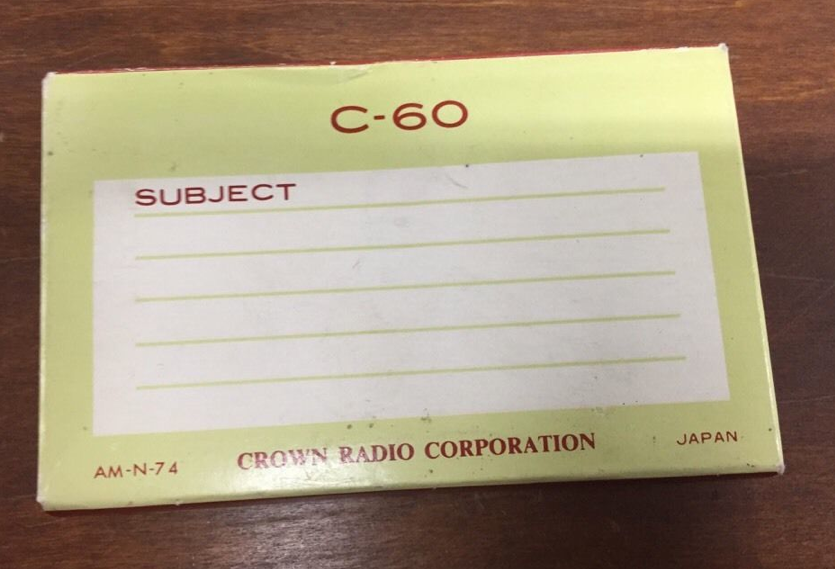 C-60
SUBJECT
AM-N-74 CROWN RADIO CORPORATION JAPAN